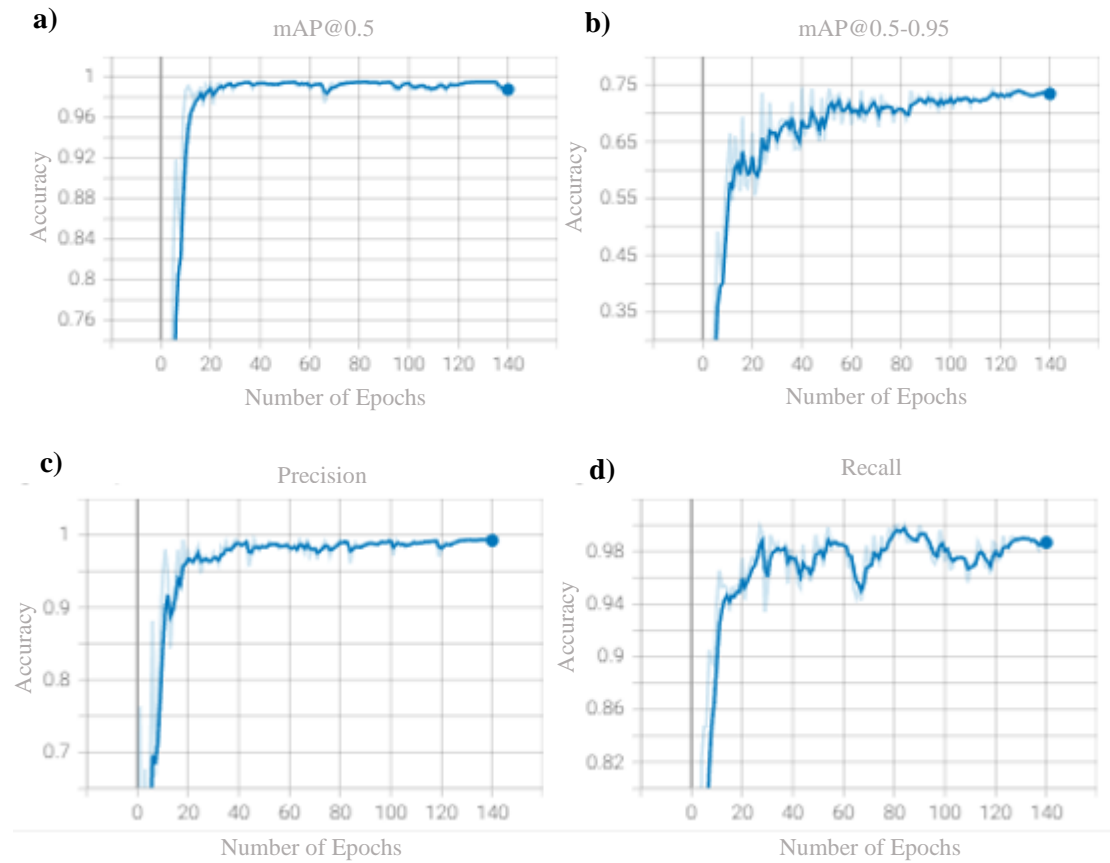 a)
mAP@0.5
1
0.96
0.92
0.88
0.84
0.8
0.76
Accuracy
0 20 40 60 80 100 120 140
Number of Epochs
b)
mAP@0.5-0.95
0.75
0.65
0.55
0.45
0.35
Accuracy
0 20 40 60 80 100 120 140
Number of Epochs
c)
Precision
1
0.9
0.8
0.7
Accuracy
0 20 40 60 80 100 120 140
Number of Epochs
d)
Recall
0.98
0.94
0.9
0.86
0.82
Accuracy
0 20 40 60 80 100 120 140
Number of Epochs